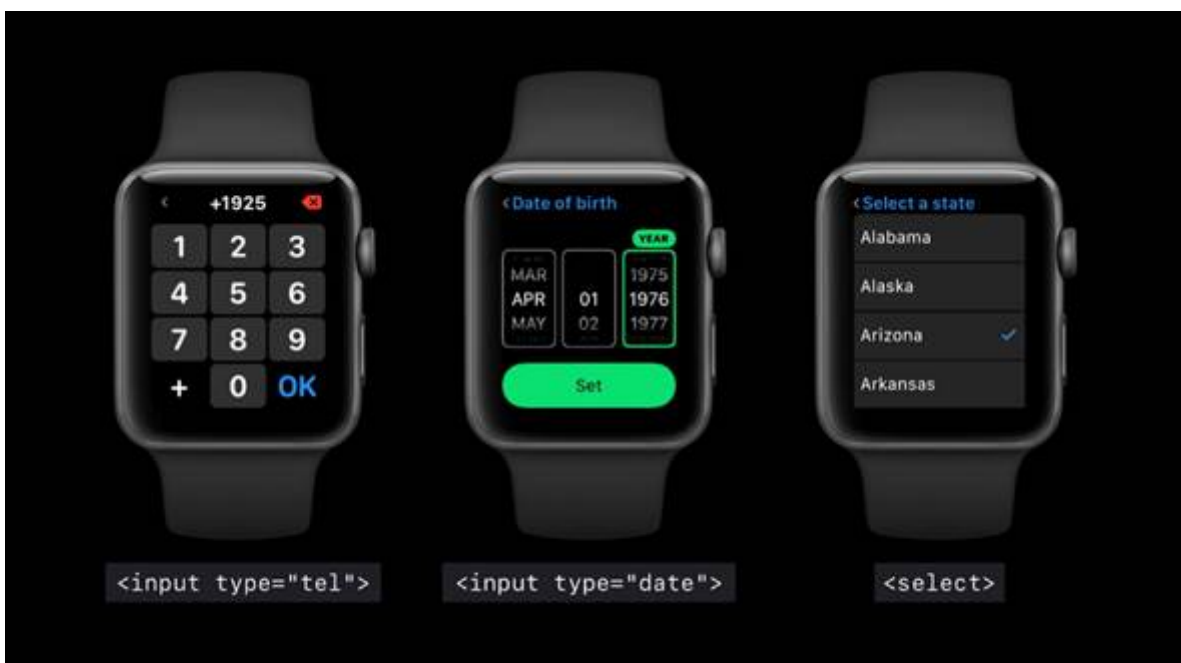 < +1925
1 2 3
4 5 6
7 8 9
+ 0 OK
<input type="tel">
<Date of birth
YEAR
MAR 1975
APR 01 1976
MAY 02 1977
Set
<input type="date">
<Select a state
Alabama
Alaska
Arizona
Arkansas
<select>